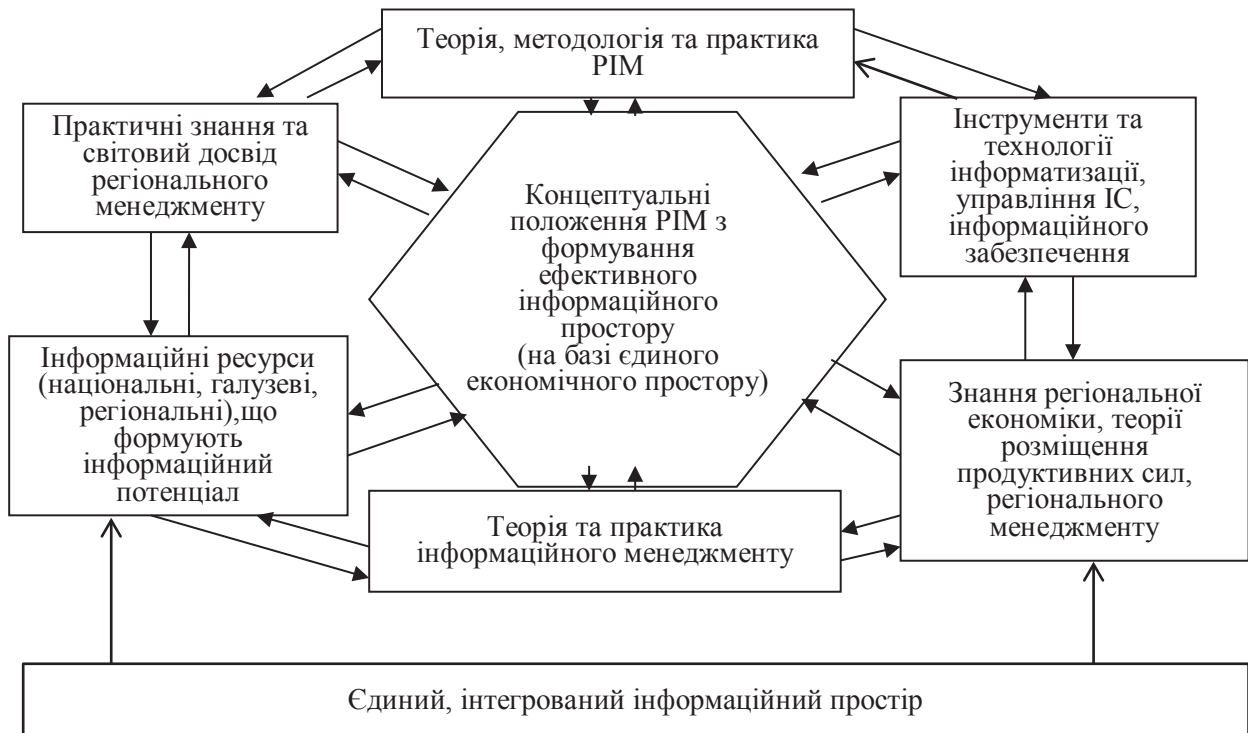 Теорія, методологія та практика
РІМ
Практичні знання та
світовий досвід
регіонального
менеджменту
Інструменти та
технології
інформатизації,
управління ІС,
інформаційного
забезпечення
Концептуальні
положення РІМ з
формування
ефективного
інформаційного
простору
(на базі єдиного
економічного простору)
Інформаційні ресурси
(національні, галузеві,
регіональні),що
формують
інформаційний
потенціал
Знання регіональної
економіки, теорії
розміщення
продуктивних сил,
регіонального
менеджменту
Теорія та практика
інформаційного менеджменту
Єдиний, інтегрований інформаційний простір